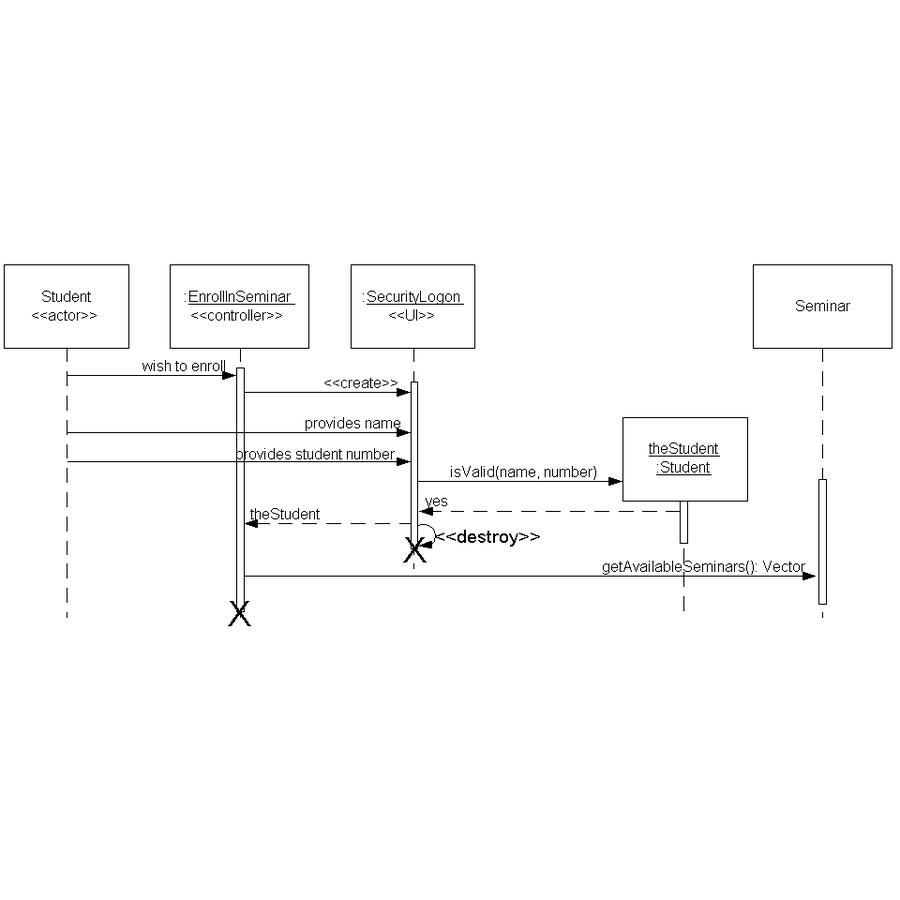 Student
<<actor>>
:EnrollInSeminar
<<controller>>
:SecurityLogon
<<UI>>
Seminar
wish to enroll
<<create>>
provides name
provides student number
theStudent
:Student
isValid(name, number)
yes
theStudent
<<destroy>>
getAvailableSeminars(): Vector
X
X